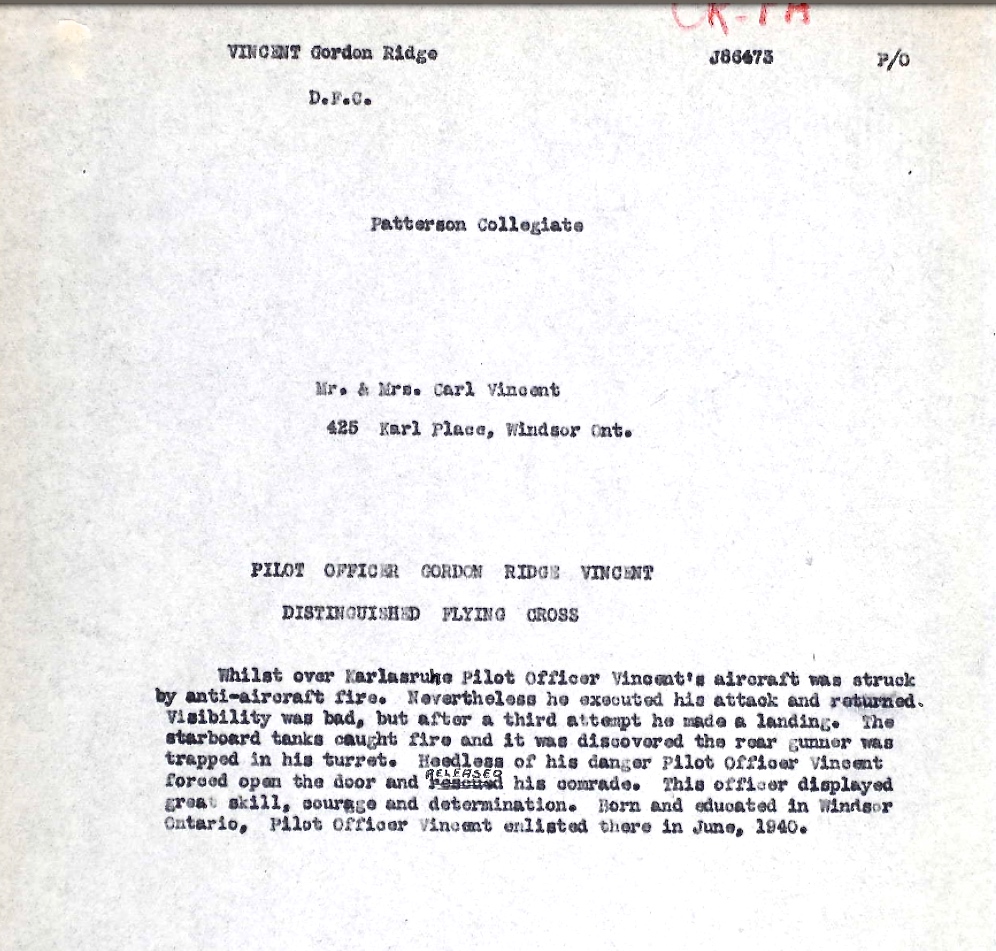 VINCENT Gordon Ridge J86473 P/O
D.F.C.
Patterson Collegiate
Mr. & Mrs. Carl Vincent
425 Karl Place, Windsor Ont.
PILOT OFFICER GORDON RIDGE VINCENT
DISTINGUISHED FLYING CROSS
Whilst over Karlasruhe Pilot Officer Vincent's aircraft was struck
by anti-aircraft fire. Nevertheless he executed his attack and returned.
Visibility was bad, but after a third attempt he made a landing. The
starboard tanks caught fire and it was discovered the rear gunner was
trapped in his turret. Heedless of his danger Pilot Officer Vincent
RELEASED
forced open the door and rescued his comrade. This officer displayed
great skill, courage and determination. Born and educated in Windsor
Ontario, Pilot Officer Vincent enlisted there in June, 1940.